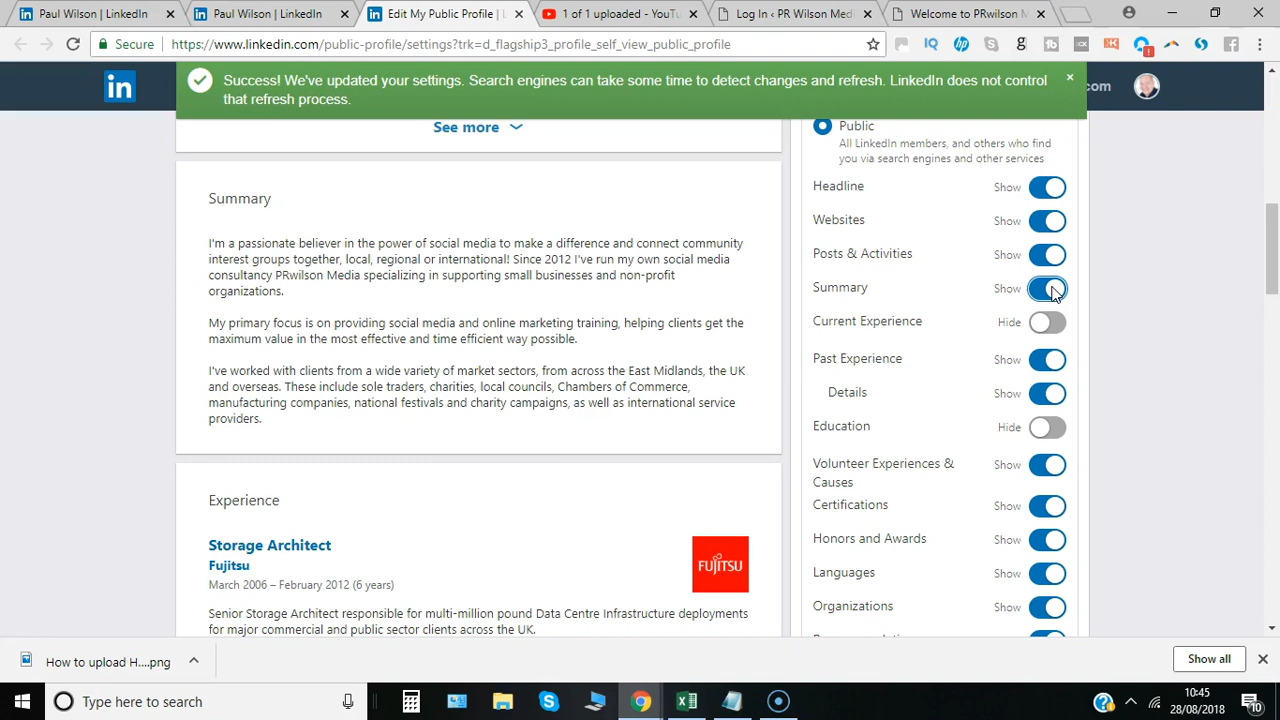 Paul Wilson | LinkedIn
Paul Wilson | LinkedIn
Edit My Public Profile | L
1 of 1 uploaded - YouTu
Log In ‹ PR Wilson Medi
Welcome to PRwilson M
Secure
https://www.linkedin.com/public-profile/settings?trk=d_flagship3_profile_self_view_public_profile
in
Success! We've updated your settings. Search engines can take some time to detect changes and refresh. LinkedIn does not control
that refresh process.
.com
See more
Public
All LinkedIn members, and others who find
you via search engines and other services
Headline Show
Websites Show
Posts & Activities Show
Summary Show
Current Experience Hide
Past Experience Show
Details Show
Education Hide
Volunteer Experiences & Show
Causes
Certifications Show
Honors and Awards Show
Languages Show
Organizations Show
Summary
I'm a passionate believer in the power of social media to make a difference and connect community
interest groups together, local, regional or international! Since 2012 I've run my own social media
consultancy PRwilson Media specializing in supporting small businesses and non-profit
organizations.
My primary focus is on providing social media and online marketing training, helping clients get the
maximum value in the most effective and time efficient way possible.
I've worked with clients from a wide variety of market sectors, from across the East Midlands, the UK
and overseas. These include sole traders, charities, local councils, Chambers of Commerce,
manufacturing companies, national festivals and charity campaigns, as well as international service
providers.
Experience
Storage Architect
Fujitsu
FUJITSU
March 2006 – February 2012 (6 years)
Senior Storage Architect responsible for multi-million pound Data Centre Infrastructure deployments
for major commercial and public sector clients across the UK.
How to upload H....png
Show all
Type here to search
10:45
28/08/2018
10